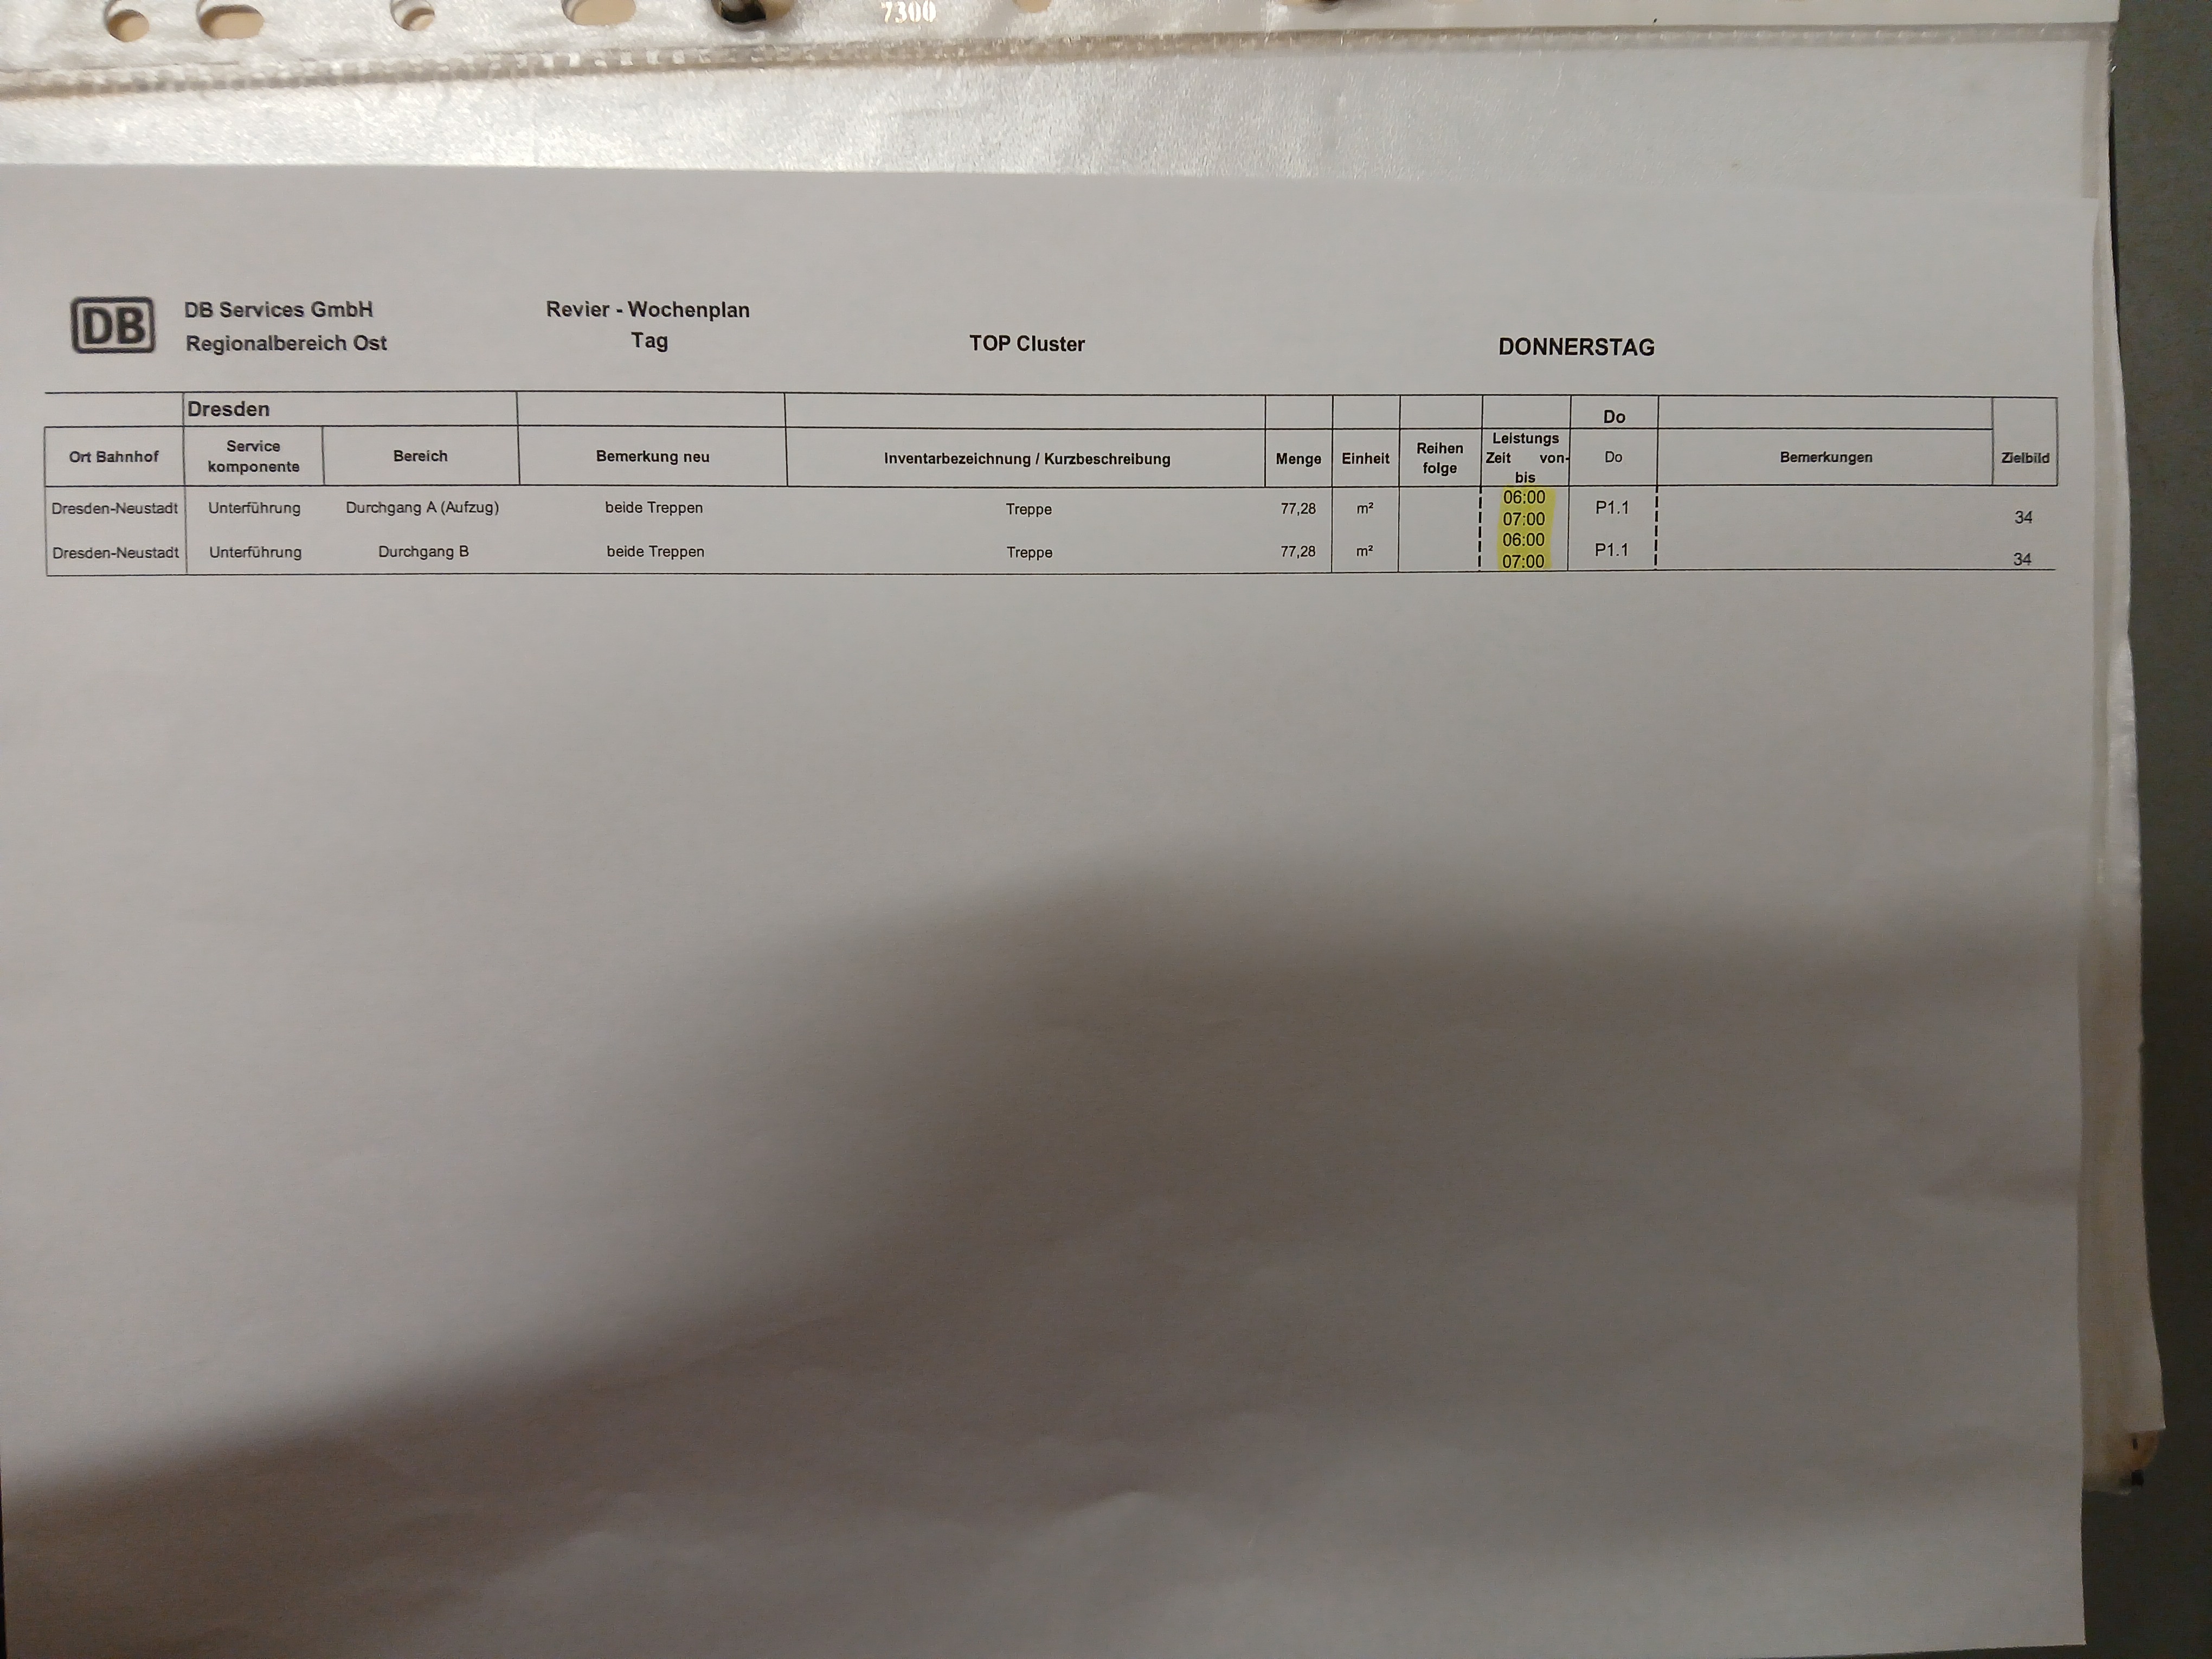 7300
DB
DB Services GmbH
Regionalbereich Ost
Revier - Wochenplan
Tag
TOP Cluster
DONNERSTAG
Dresden
Do
Ort Bahnhof
Service
komponente
Bereich
Bemerkung neu
Inventarbezeichnung / Kurzbeschreibung
Menge
Einheit
Reihen
folge
Leistungs
Zeit von-
bis
Do
Bemerkungen
Zielbild
Dresden-Neustadt Unterführung Durchgang A (Aufzug) beide Treppen Treppe 77,28 m² 06:00 P1.1 34
07:00
Dresden-Neustadt Unterführung Durchgang B beide Treppen Treppe 77,28 m² 06:00 P1.1 34
07:00